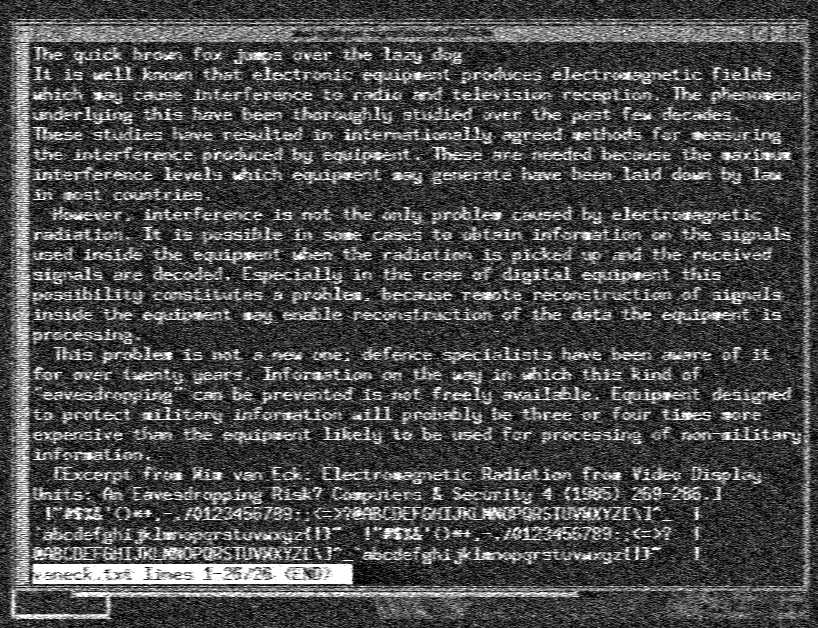 The quick brown fox jumps over the lazy dog
It is well known that electronic equipment produces electromagnetic fields
which may cause interference to radio and television reception. The phenomena
underlying this have been thoroughly studied over the past few decades.
These studies have resulted in internationally agreed methods for measuring
the interference produced by equipment. These are needed because the maximum
interference levels which equipment may generate have been laid down by law
in most countries.
However, interference is not the only problem caused by electromagnetic
radiation. It is possible in some cases to obtain information on the signals
used inside the equipment when the radiation is picked up and the received
signals are decoded. Especially in the case of digital equipment this
possibility constitutes a problem, because remote reconstruction of signals
inside the equipment may enable reconstruction of the data the equipment is
processing.
This problem is not a new one; defence specialists have been aware of it
for over twenty years. Information on the way in which this kind of
"eavesdropping" can be prevented is not freely available. Equipment designed
to protect military information will probably be three or four times more
expensive than the equipment likely to be used for processing of non-military
information.
[Excerpt from Wim van Eck: Electromagnetic Radiation from Video Display
Units: An Eavesdropping Risk? Computers & Security 4 (1985) 269-286.]
!"#$%&'()*+,-./0123456789:;<=>?@ABCDEFGHIJKLMNOPQRSTUVWXYZ[\]^_
`abcdefghijklmnopqrstuvwxyz{|}~ !"#$%&'()*+,-./0123456789:;<=>?
@ABCDEFGHIJKLMNOPQRSTUVWXYZ[\]^_`abcdefghijklmnopqrstuvwxyz{|}~
vaneck.txt lines 1-26/26 (END)